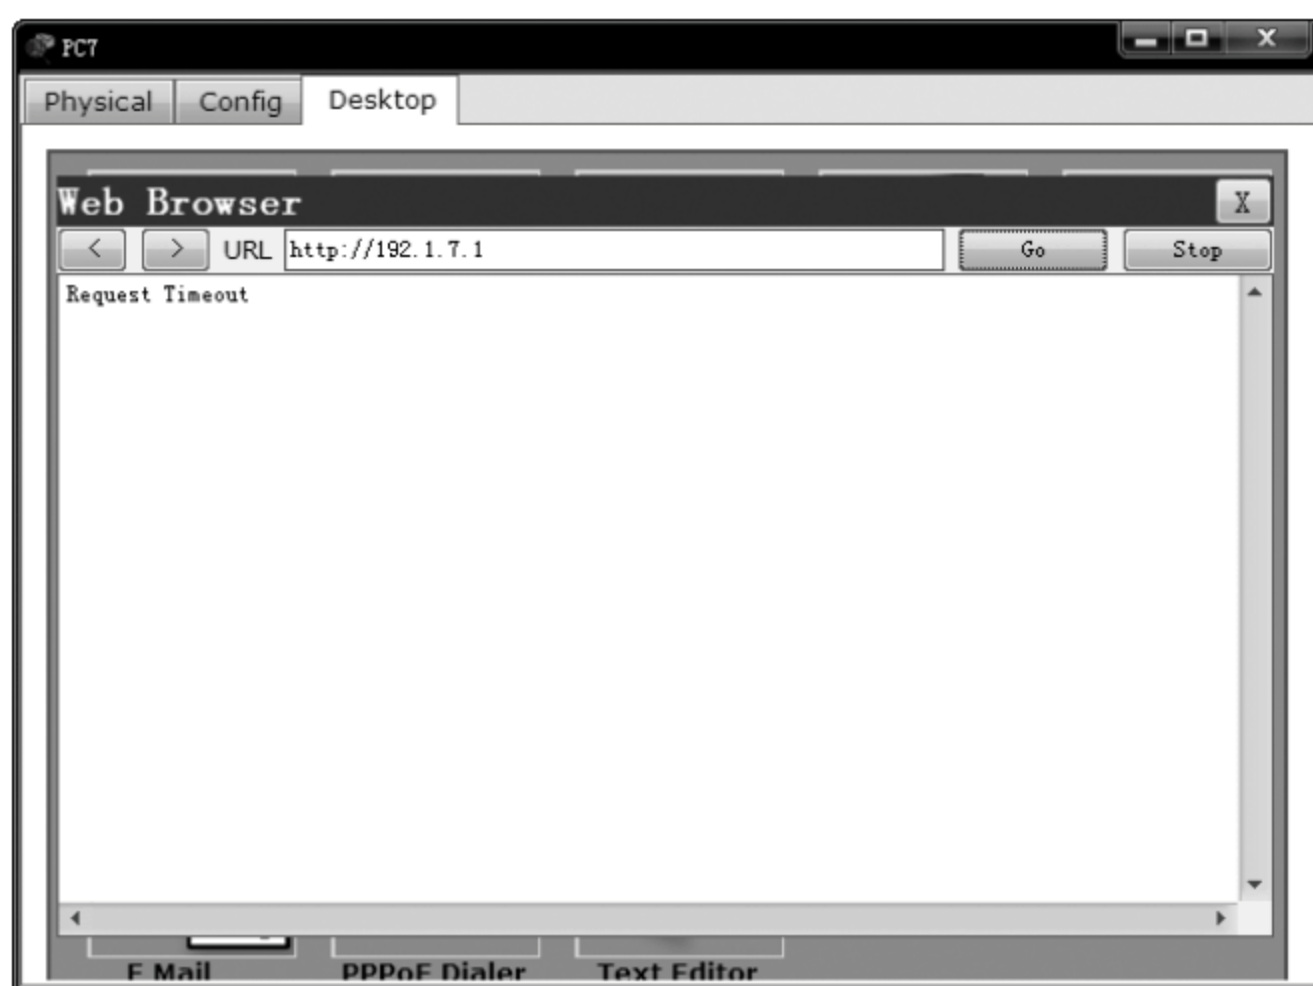 PC7
Physical Config Desktop
Web Browser X
< > URL http://192.1.7.1 Go Stop
Request Timeout
E Mail PPPoE Dialer Text Editor